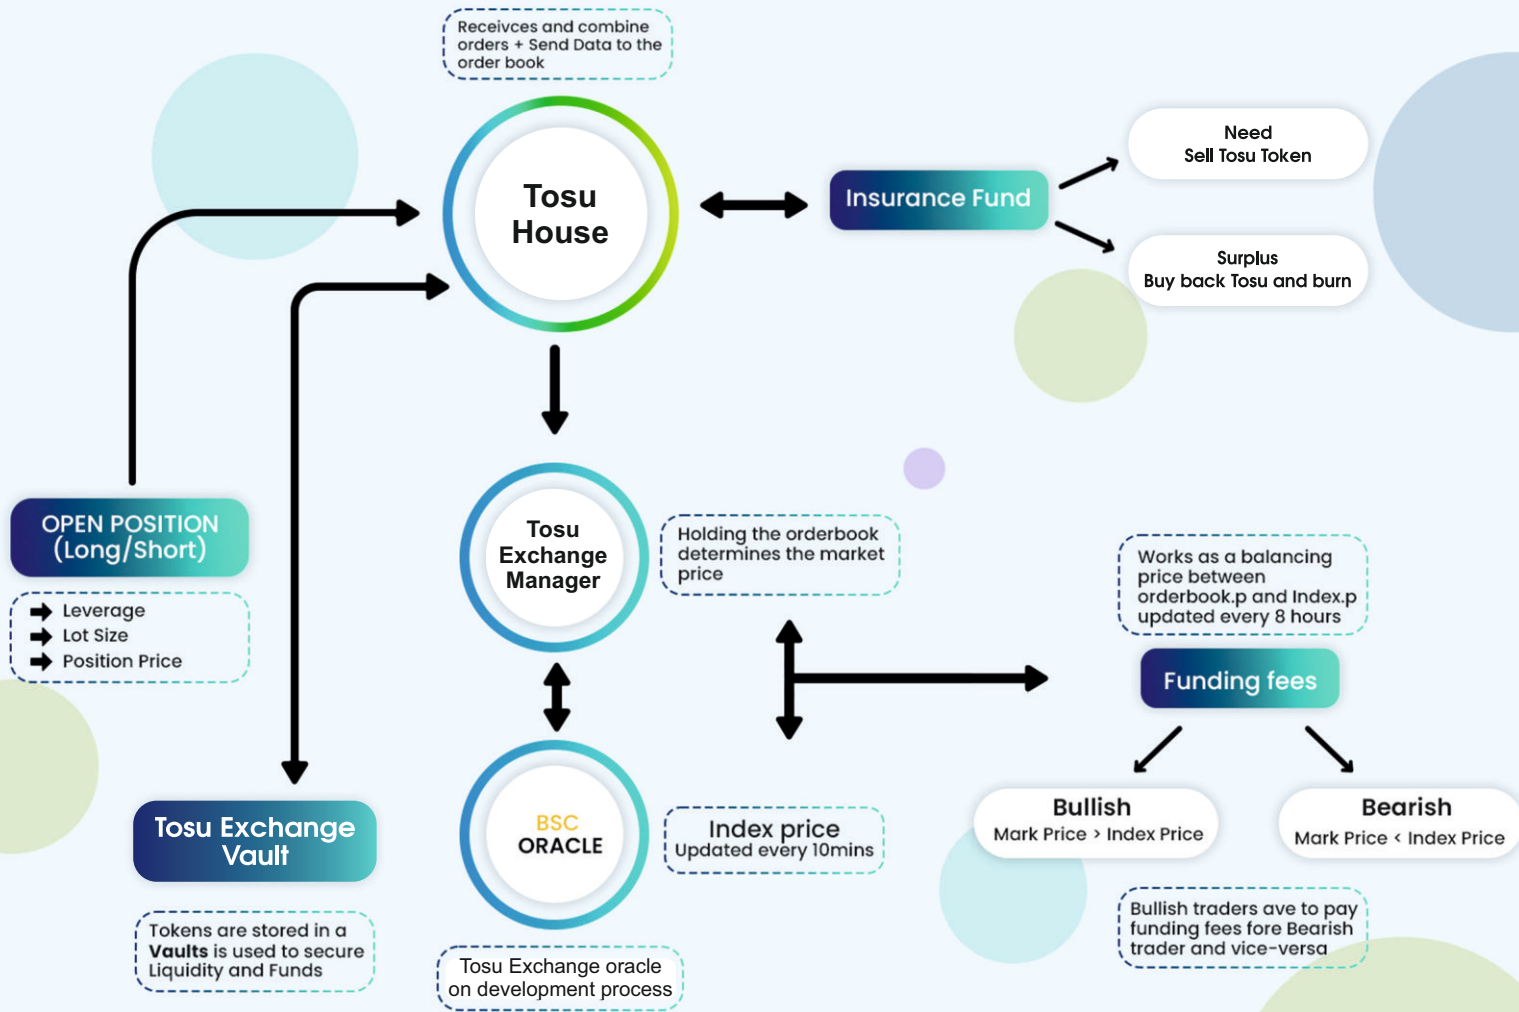 Receivces and combine
orders + Send Data to the
order book
Tosu
House
Insurance Fund
Need
Sell Tosu Token
Surplus
Buy back Tosu and burn
OPEN POSITION
(Long/Short)
Leverage
Lot Size
Position Price
Tosu
Exchange
Manager
Holding the orderbook
determines the market
price
Works as a balancing
price between
orderbook.p and Index.p
updated every 8 hours
Funding fees
Bullish
Mark Price > Index Price
Bearish
Mark Price < Index Price
Bullish traders ave to pay
funding fees fore Bearish
trader and vice-versa
Tosu Exchange
Vault
Tokens are stored in a
Vaults is used to secure
Liquidity and Funds
BSC
ORACLE
Index price
Updated every 10mins
Tosu Exchange oracle
on development process